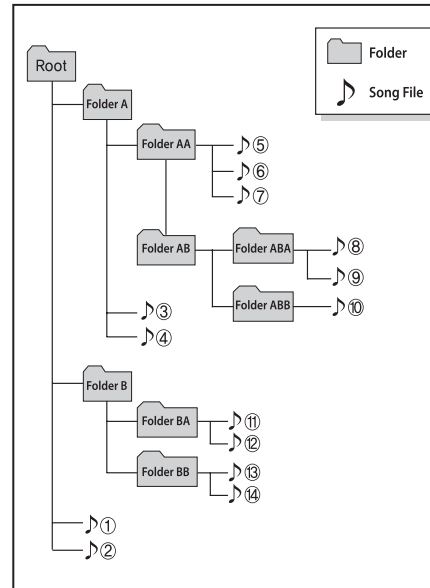 Root
Folder
Song File
Folder A
Folder AA
⑤
⑥
⑦
Folder AB
Folder ABA
⑧
⑨
Folder ABB
⑩
③
④
Folder B
Folder BA
⑪
⑫
Folder BB
⑬
⑭
①
②